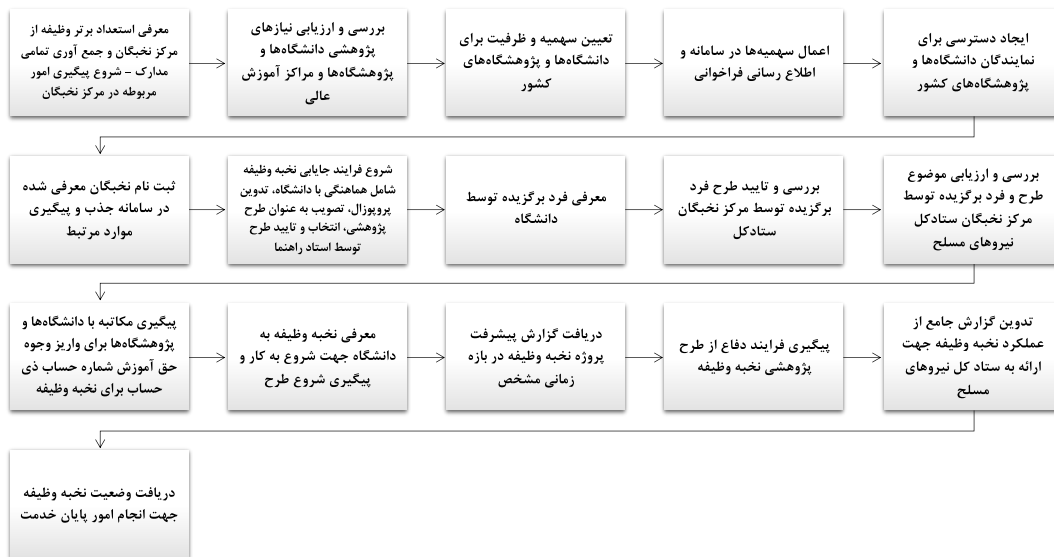 معرفی استعداد برتر وظیفه از
مرکز نخبگان و جمع آوری تمامی
مدارک – شروع پیگیری امور
مربوطه در مرکز نخبگان
بررسی و ارزیابی نیازهای
پژوهشی دانشگاه‌ها و
پژوهشگاه‌ها و مراکز آموزش
عالی
تعیین سهمیه و ظرفیت برای
دانشگاه‌ها و پژوهشگاه‌های
کشور
اعمال سهمیه‌ها در سامانه و
اطلاع رسانی فراخوانی
ایجاد دسترسی برای
نمایندگان دانشگاه‌ها و
پژوهشگاه‌های کشور
ثبت نام نخبگان معرفی شده
در سامانه جذب و پیگیری
موارد مرتبط
شروع فرایند جایابی نخبه وظیفه
شامل هماهنگی با دانشگاه، تدوین
پروپوزال، تصویب به عنوان طرح
پژوهشی، انتخاب و تایید طرح
توسط استاد راهنما
معرفی فرد برگزیده توسط
دانشگاه
بررسی و تایید طرح فرد
برگزیده توسط مرکز نخبگان
ستادکل
بررسی و ارزیابی موضوع
طرح و فرد برگزیده توسط
مرکز نخبگان ستادکل
نیروهای مسلح
پیگیری مکاتبه با دانشگاه‌ها و
پژوهشگاه‌ها برای واریز وجوه
حق آموزش شماره حساب ذی
حساب برای نخبه وظیفه
معرفی نخبه وظیفه به
دانشگاه جهت شروع به کار و
پیگیری شروع طرح
دریافت گزارش پیشرفت
پروژه نخبه وظیفه در بازه
زمانی مشخص
پیگیری فرایند دفاع از طرح
پژوهشی نخبه وظیفه
تدوین گزارش جامع از
عملکرد نخبه وظیفه جهت
ارائه به ستاد کل نیروهای
مسلح
دریافت وضعیت نخبه وظیفه
جهت انجام امور پایان خدمت